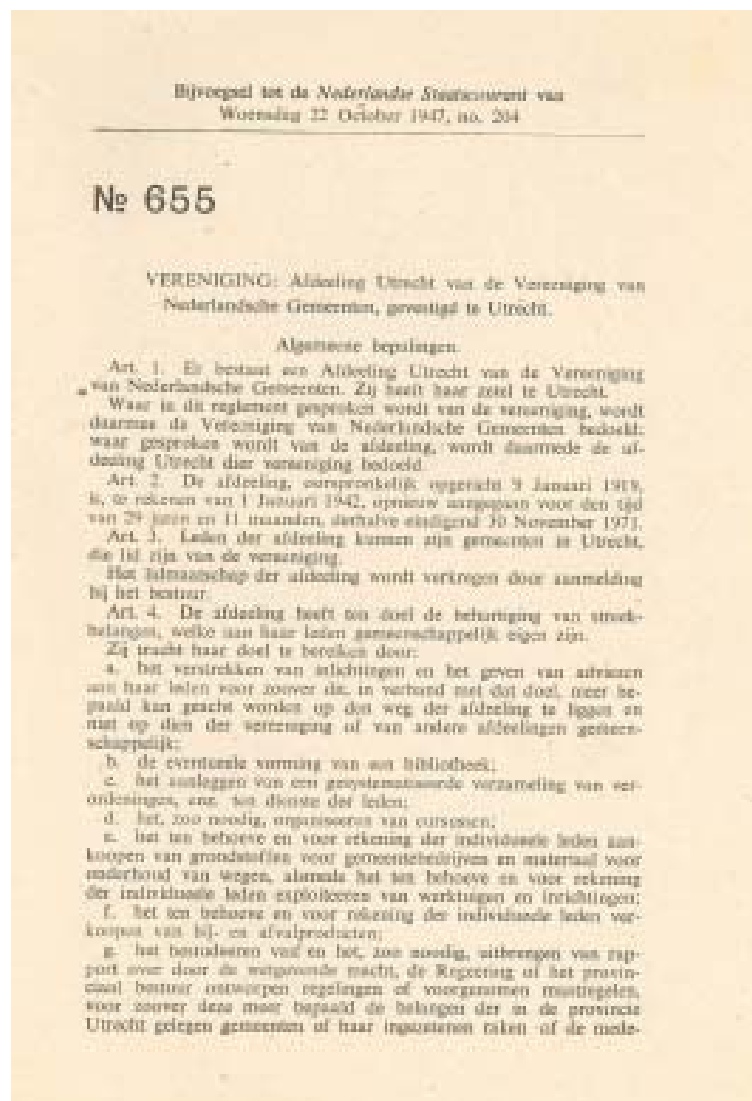 Bijvoegsel tot de Nederlandse Staatscourant van
Woensdag 22 October 1947, no. 204
№ 655
VERENIGING: Afdeeling Utrecht van de Vereeniging van
Nederlandsche Gemeenten, gevestigd te Utrecht.
Algemeene bepalingen.
Art. 1. Er bestaat een Afdeeling Utrecht van de Vereeniging
van Nederlandsche Gemeenten. Zij heeft haar zetel te Utrecht.
Waar in dit reglement gesproken wordt van de vereeniging, wordt
daarmee de Vereeniging van Nederlandsche Gemeenten bedoeld;
waar gesproken wordt van de afdeeling, wordt daarmede de af-
deeling Utrecht dier vereeniging bedoeld.
Art. 2. De afdeeling, oorspronkelijk opgericht 9 Januari 1919,
is, te rekenen van 1 Januari 1942, opnieuw aangegaan voor den tijd
van 29 jaren en 11 maanden, derhalve eindigend 30 November 1971.
Art. 3. Leden der afdeeling kunnen zijn gemeenten in Utrecht,
die lid zijn van de vereeniging.
Het lidmaatschap der afdeeling wordt verkregen door aanmelding
bij het bestuur.
Art. 4. De afdeeling heeft ten doel de behartiging van streek-
belangen, welke aan haar leden gemeenschappelijk eigen zijn.
Zij tracht haar doel te bereiken door:
a. het verstrekken van inlichtingen en het geven van adviezen
aan haar leden voor zoover dit, in verband met dat doel, meer be-
paald kan geacht worden op den weg der afdeeling te liggen en
niet op dien der vereeniging of van andere afdeelingen gemeen-
schappelijk;
b. de eventueele vorming van een bibliotheek;
c. het aanleggen van een gesystematiseerde verzameling van ver-
ordeningen, enz. ten dienste der leden;
d. het, zoo noodig, organiseeren van cursussen;
e. het ten behoeve en voor rekening der individueele leden aan-
koopen van grondstoffen voor gemeentebedrijven en materiaal voor
onderhoud van wegen, alsmede het ten behoeve en voor rekening
der individueele leden exploiteeren van werktuigen en inrichtingen;
f. het ten behoeve en voor rekening der individueele leden ver-
koopen van bij- en afvalproducten;
g. het bestudeeren van en het, zoo noodig, uitbrengen van rap-
port over door de wetgevende macht, de Regeering of het provin-
ciaal bestuur ontworpen regelingen of voorgenomen maatregelen,
voor zoover deze meer bepaald de belangen der in de provincie
Utrecht gelegen gemeenten of haar ingezetenen raken of de mede-